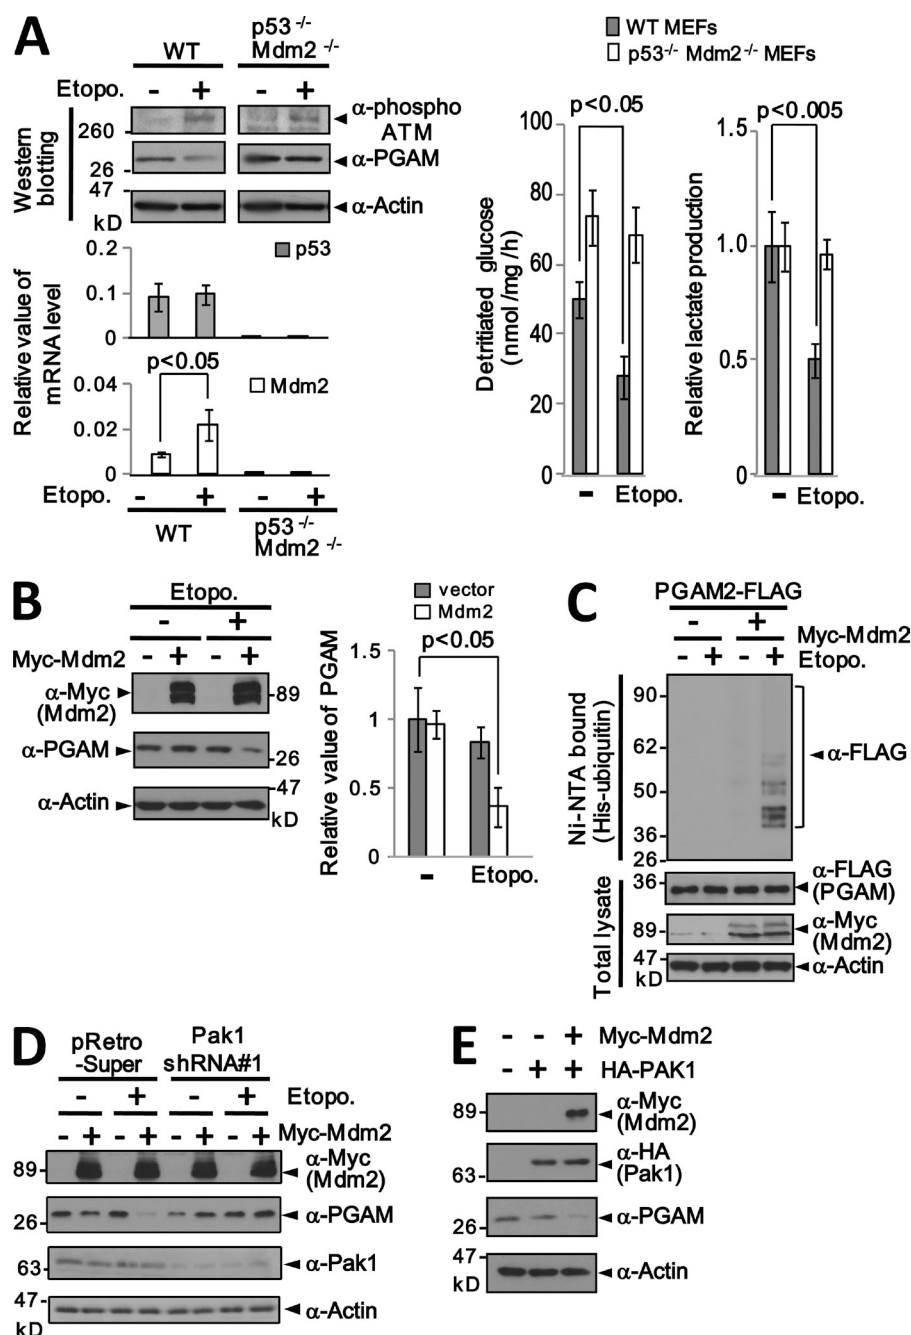 A
WT
p53 -/-
Mdm2 -/-
Etopo. - + - +
Western blotting
260
α-phospho
ATM
26
α-PGAM
47
kD
α-Actin
Relative value of mRNA level
0.2
0.1
0
p53
p<0.05
0.04
0.02
0
Mdm2
Etopo. - + - +
WT
p53 -/-
Mdm2 -/-
WT MEFs
p53-/- Mdm2-/- MEFs
p<0.05
Detritiated glucose
(nmol/mg/h)
100
80
60
40
20
0
- Etopo.
p<0.005
Relative lactate production
1.5
1.0
0.5
0
- Etopo.
B
Etopo.
- +
Myc-Mdm2 - + - +
α-Myc
(Mdm2)
89
α-PGAM
26
47
α-Actin
kD
vector
Mdm2
p<0.05
Relative value of PGAM
1.5
1
0.5
0
- Etopo.
C
PGAM2-FLAG
- + Myc-Mdm2
- + - + Etopo.
Ni-NTA bound
(His-ubiquitin)
90
62
50
36
26
α-FLAG
Total lysate
36
α-FLAG
(PGAM)
89
α-Myc
(Mdm2)
47
kD
α-Actin
D
pRetro
-Super
Pak1
shRNA#1
- + - + Etopo.
- + - + - + - + Myc-Mdm2
89
α-Myc
(Mdm2)
26
α-PGAM
63
α-Pak1
47
kD
α-Actin
E
- - + Myc-Mdm2
- + + HA-PAK1
89
α-Myc
(Mdm2)
63
α-HA
(Pak1)
26
α-PGAM
47
kD
α-Actin